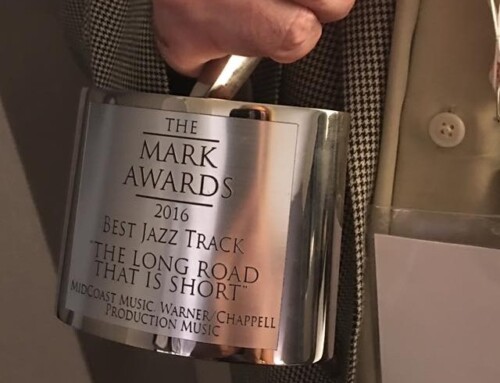 THE
MARK
AWARDS
2016
BEST JAZZ TRACK
"THE LONG ROAD
THAT IS SHORT"
MIDCOAST MUSIC WARNER/CHAPPELL
PRODUCTION MUSIC